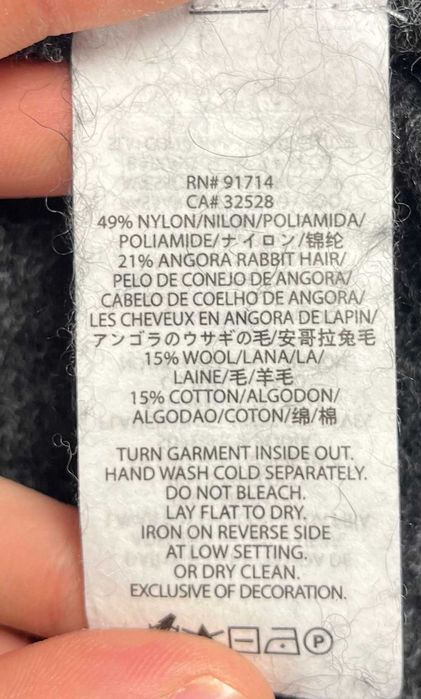 RN# 91714
CA# 32528
49% NYLON/NILON/POLIAMIDA/
POLIAMIDE/ナイロン/锦纶
21% ANGORA RABBIT HAIR/
PELO DE CONEJO DE ANGORA/
CABELO DE COELHO DE ANGORA/
LES CHEVEUX EN ANGORA DE LAPIN/
アンゴラのウサギの毛/安哥拉兔毛
15% WOOL/LANA/LA/
LAINE/毛/羊毛
15% COTTON/ALGODON/
ALGODAO/COTON/绵/棉
TURN GARMENT INSIDE OUT.
HAND WASH COLD SEPARATELY.
DO NOT BLEACH.
LAY FLAT TO DRY.
IRON ON REVERSE SIDE
AT LOW SETTING.
OR DRY CLEAN.
EXCLUSIVE OF DECORATION.
P